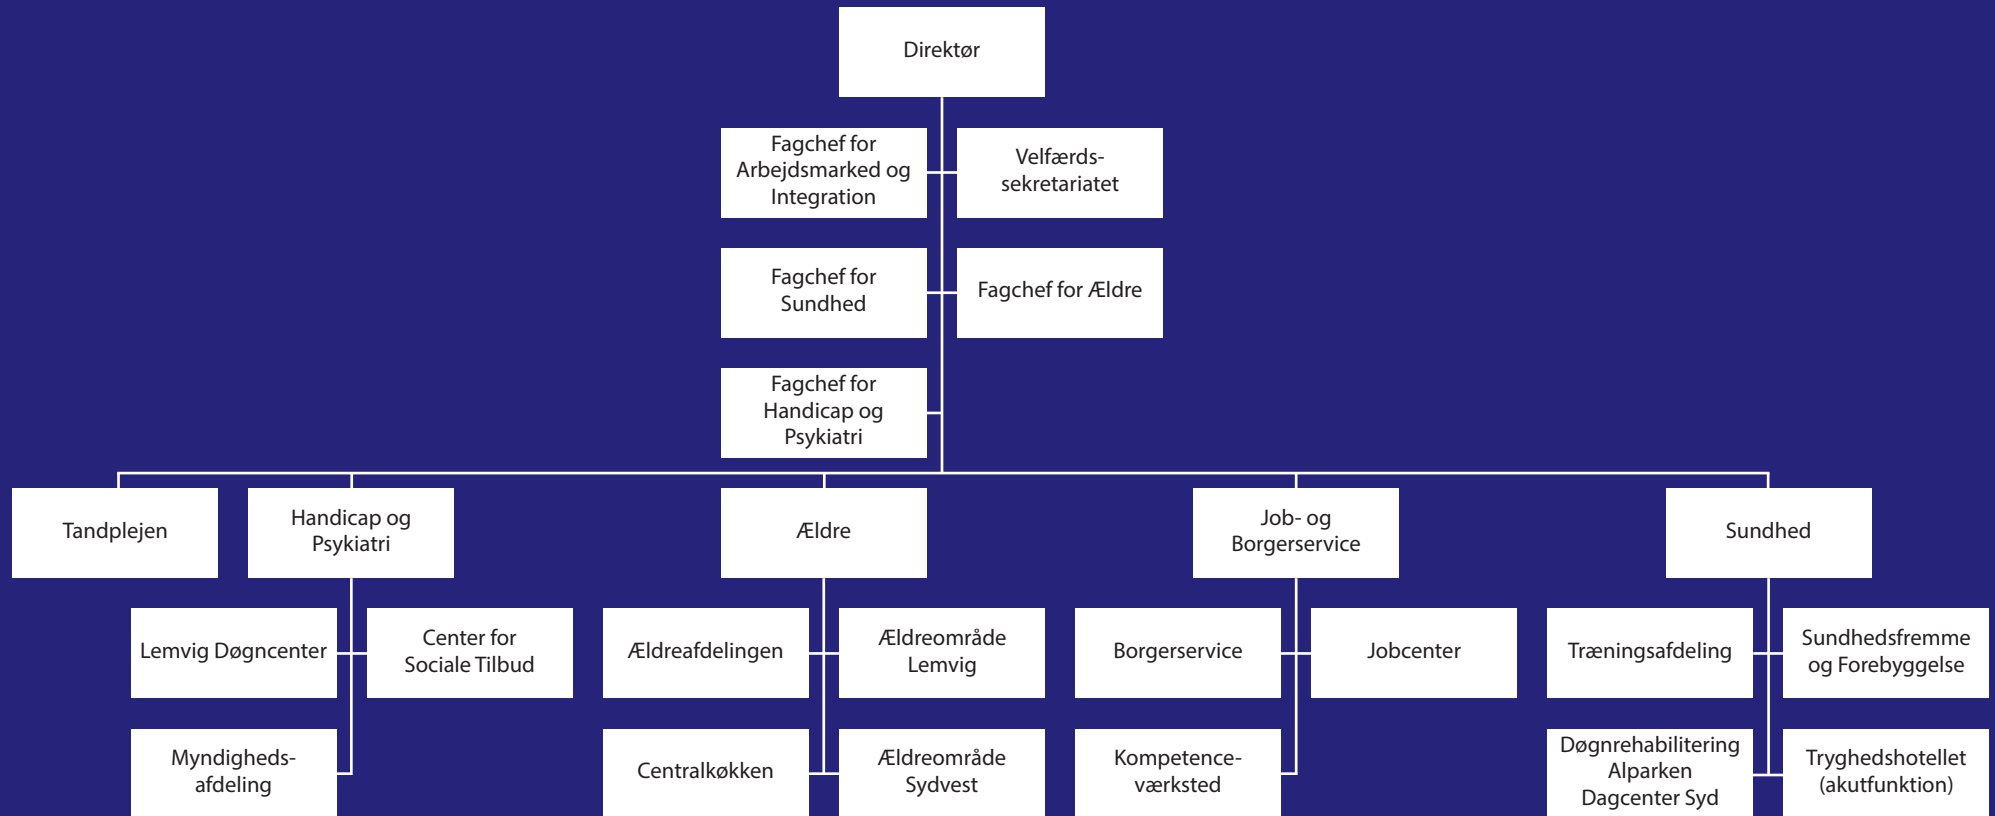 Direktør
Fagchef for
Arbejdsmarked og
Integration
Velfærds-
sekretariatet
Fagchef for
Sundhed
Fagchef for Ældre
Fagchef for
Handicap og
Psykiatri
Tandplejen
Handicap og
Psykiatri
Ældre
Job- og
Borgerservice
Sundhed
Lemvig Døgncenter
Center for
Sociale Tilbud
Ældreafdelingen
Ældreområde
Lemvig
Borgerservice
Jobcenter
Træningsafdeling
Sundhedsfremme
og Forebyggelse
Myndigheds-
afdeling
Centralkøkken
Ældreområde
Sydvest
Kompetence-
værksted
Døgnrehabilitering
Alparken
Dagcenter Syd
Tryghedshotellet
(akutfunktion)